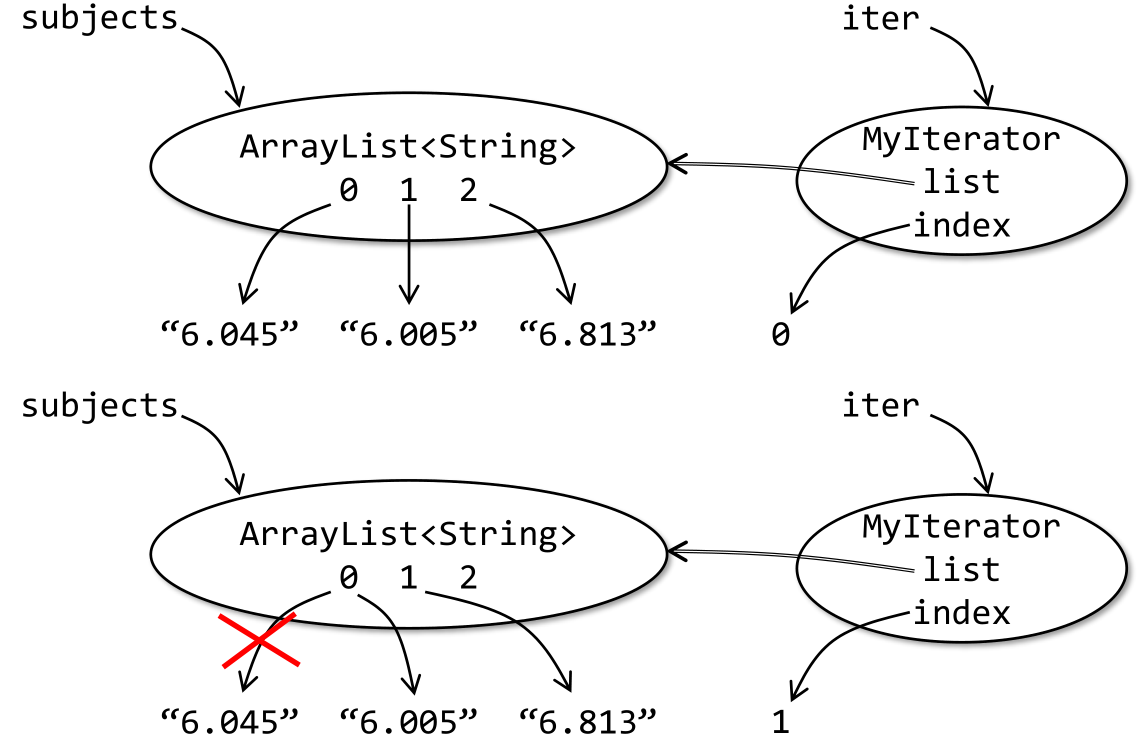 subjects iter
ArrayList<String> MyIterator
0 1 2 list
index
“6.045” “6.005” “6.813” 0
subjects iter
ArrayList<String> MyIterator
0 1 2 list
index
“6.045” “6.005” “6.813” 1